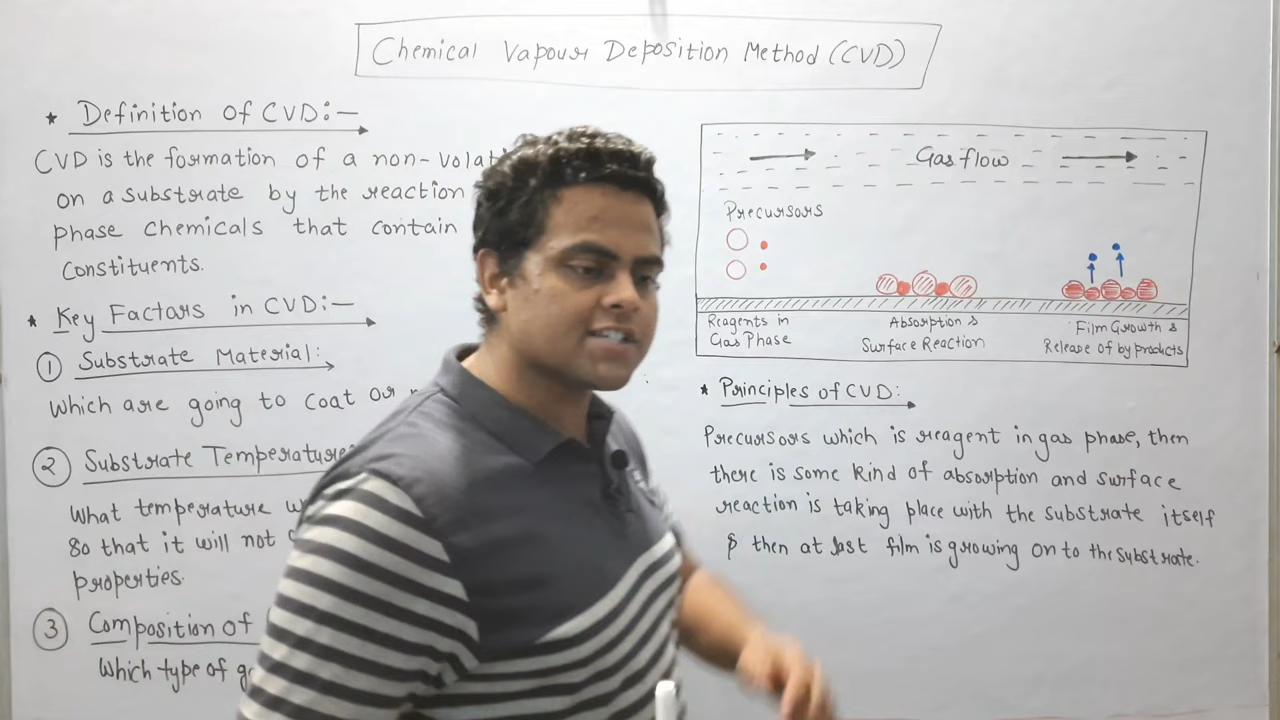 Chemical Vapour Deposition Method (CVD)
* Definition of CVD:-
CVD is the formation of a non-
on a substrate by the reaction
phase chemicals that contain
Constituents.
* Key Factors in CVD:-
① Substrate Material:
Which are going to coat or
② Substrate Temperature
What temperature
so that it will not
properties.
③ Composition of
Which type of
Gas flow
Precursors
Reagents in
Gas Phase
Absorption &
Surface Reaction
Film Growth &
Release of by products
* Principles of CVD:
Precursors which is reagent in gas phase, then
there is some kind of absorption and surface
reaction is taking place with the substrate itself
& then at last film is growing on to the substrate.